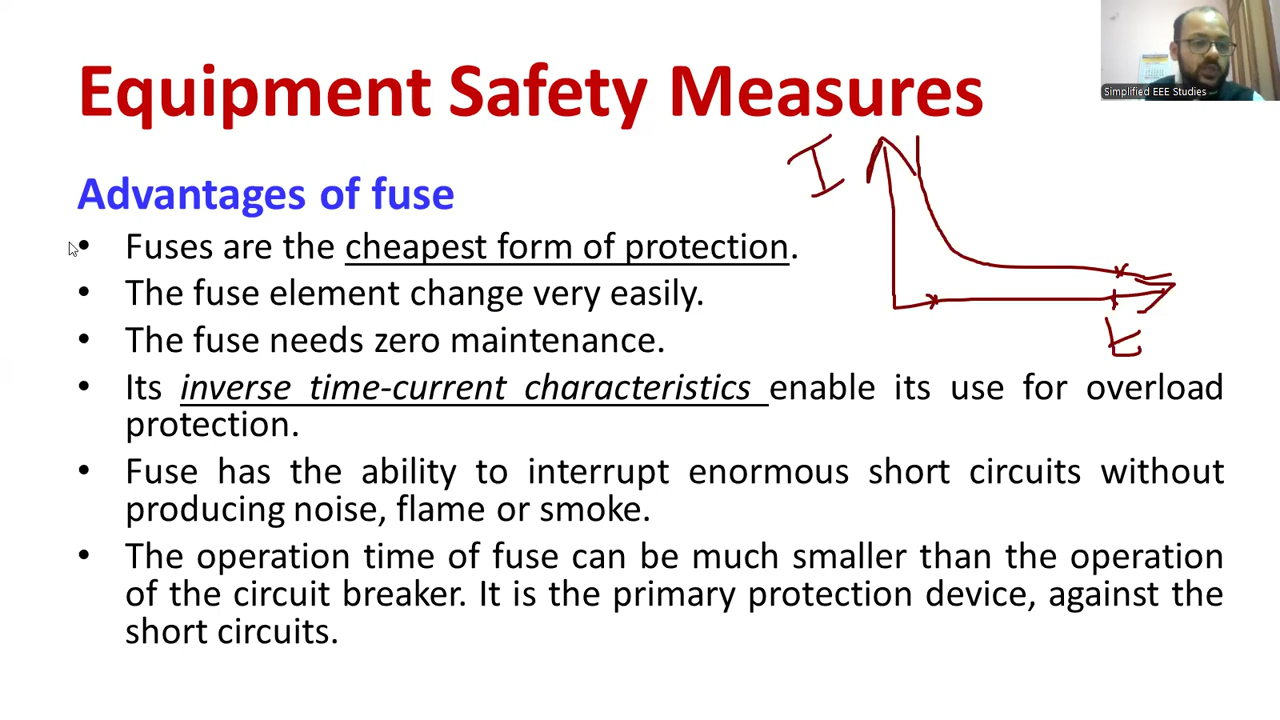 Simplified EEE Studies
Equipment Safety Measures
I
Advantages of fuse
• Fuses are the cheapest form of protection.
• The fuse element change very easily.
t
• The fuse needs zero maintenance.
• Its inverse time-current characteristics enable its use for overload
protection.
• Fuse has the ability to interrupt enormous short circuits without
producing noise, flame or smoke.
• The operation time of fuse can be much smaller than the operation
of the circuit breaker. It is the primary protection device, against the
short circuits.